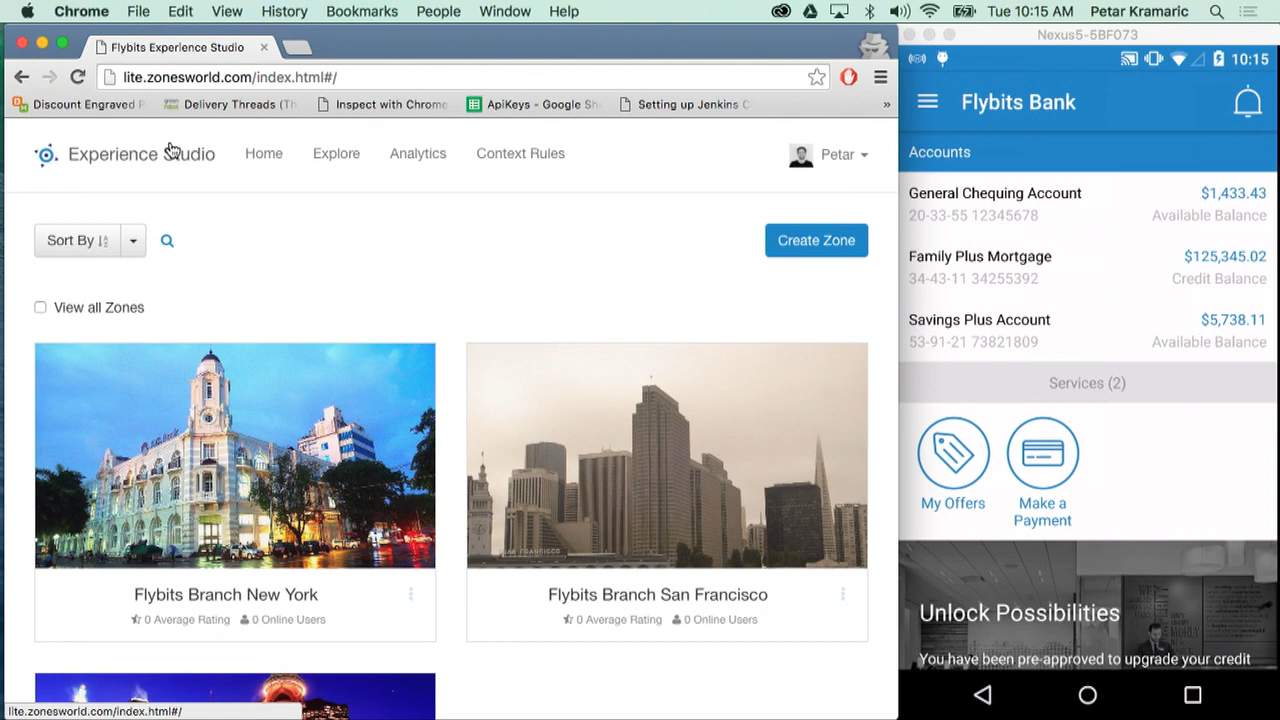 Chrome File Edit View History Bookmarks People Window Help
Tue 10:15 AM Petar Kramaric
Flybits Experience Studio
lite.zonesworld.com/index.html#/
Discount Engraved P
Delivery Threads (Th
Inspect with Chrome
ApiKeys - Google Sh
Setting up Jenkins C
»
Experience Studio
Home
Explore
Analytics
Context Rules
Petar
Sort By
Create Zone
View all Zones
SAN FRANCISCO
Flybits Branch New York
0 Average Rating 0 Online Users
Flybits Branch San Francisco
0 Average Rating 0 Online Users
lite.zonesworld.com/index.html#/
Nexus5-5BF073
10:15
Flybits Bank
Accounts
General Chequing Account $1,433.43
20-33-55 12345678 Available Balance
Family Plus Mortgage $125,345.02
34-43-11 34255392 Credit Balance
Savings Plus Account $5,738.11
53-91-21 73821809 Available Balance
Services (2)
My Offers
Make a
Payment
Unlock Possibilities
You have been pre-approved to upgrade your credit